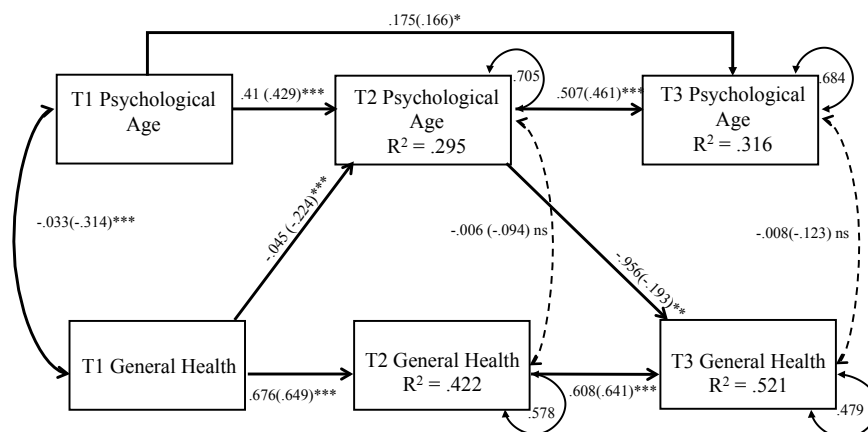 .175(.166)*
T1 Psychological
Age
.41 (.429)***
T2 Psychological
Age
R² = .295
.705
.507(.461)***
T3 Psychological
Age
R² = .316
.684
-.033(-.314)***
-.045 (-.224)***
-.006 (-.094) ns
-.956(-.193)**
-.008(-.123) ns
T1 General Health
.676(.649)***
T2 General Health
R² = .422
.578
.608(.641)***
T3 General Health
R² = .521
.479